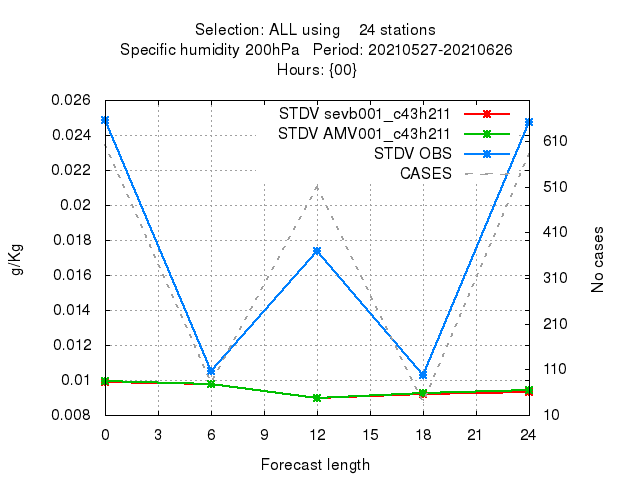 Selection: ALL using    24 stations
Specific humidity 200hPa   Period: 20210527-20210626
Hours: {00}
STDV sevb001_c43h211
STDV AMV001_c43h211
STDV OBS
CASES
g/Kg
0.026
0.024
0.022
0.02
0.018
0.016
0.014
0.012
0.01
0.008
No cases
610
510
410
310
210
110
10
0 3 6 9 12 15 18 21 24
Forecast length